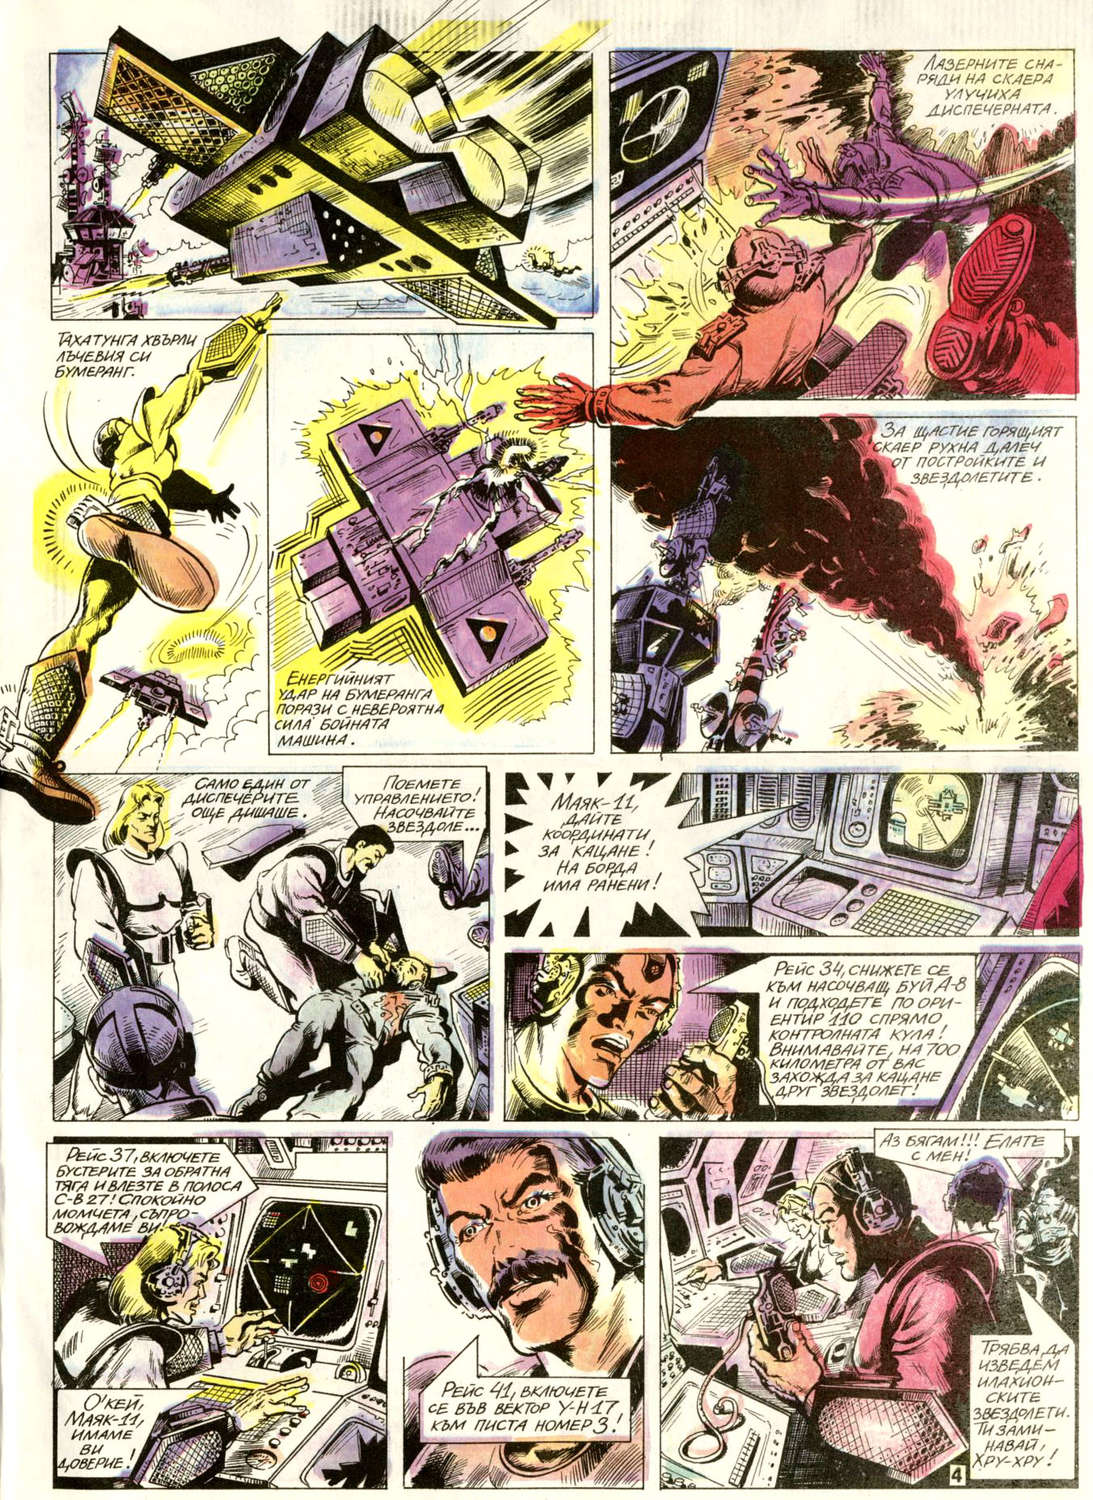 ЛАЗЕРНИТЕ СНА-
РЯДИ НА СКАЕРА
УЛУЧИХА
ДИСПЕЧЕРНАТА.
ТАХАТУНГА ХВЪРЛИ
ЛЪЧЕВИЯ СИ
БУМЕРАНГ.
ЕНЕРГИЙНИЯТ
УДАР НА БУМЕРАНГА
ПОРАЗИ С НЕВЕРОЯТНА
СИЛА БОЙНАТА
МАШИНА.
ЗА ЩАСТИЕ ГОРЯЩИЯТ
СКАЕР РУХНА ДАЛЕЧ
ОТ ПОСТРОЙКИТЕ И
ЗВЕЗДОЛЕТИТЕ.
САМО ЕДИН ОТ
ДИСПЕЧЕРИТЕ
ОЩЕ ДИШАШЕ.
ПОЕМЕТЕ
УПРАВЛЕНИЕТО!
НАСОЧВАЙТЕ
ЗВЕЗДОЛЕ...
МАЯК-11,
ДАЙТЕ
КООРДИНАТИ
ЗА КАЦАНЕ!
НА БОРДА
ИМА РАНЕНИ!
РЕЙС 34, СНИЖЕТЕ СЕ
КЪМ НАСОЧВАЩ БУЙ А-8
И ПОДХОДЕТЕ ПО ОРИ-
ЕНТИР 110 СПРЯМО
КОНТРОЛНАТА КУЛА!
ВНИМАВАЙТЕ, НА 700
КИЛОМЕТРА ОТ ВАС
ЗАХОЖДА ЗА КАЦАНЕ
ДРУГ ЗВЕЗДОЛЕТ!
РЕЙС 37, ВКЛЮЧЕТЕ
БУСТЕРИТЕ ЗА ОБРАТНА
ТЯГА И ВЛЕЗТЕ В ПОЛОСА
С-В 27! СПОКОЙНО
МОМЧЕТА, СЪПРО-
ВОЖДАМЕ ВИ!
О'КЕЙ,
МАЯК-11,
ИМАМЕ
ВИ
ДОВЕРИЕ!
РЕЙС 41, ВКЛЮЧЕТЕ
СЕ ВЪВ ВЕКТОР У-Н 17
КЪМ ПИСТА НОМЕР 3!
АЗ БЯГАМ!!! ЕЛАТЕ
С МЕН!
ТРЯБВА ДА
ИЗВЕДЕМ
ИЛАХИОН-
СКИТЕ
ЗВЕЗДОЛЕТИ.
ТИ ЗАМИ-
НАВАЙ,
ХРУ-ХРУ!
4